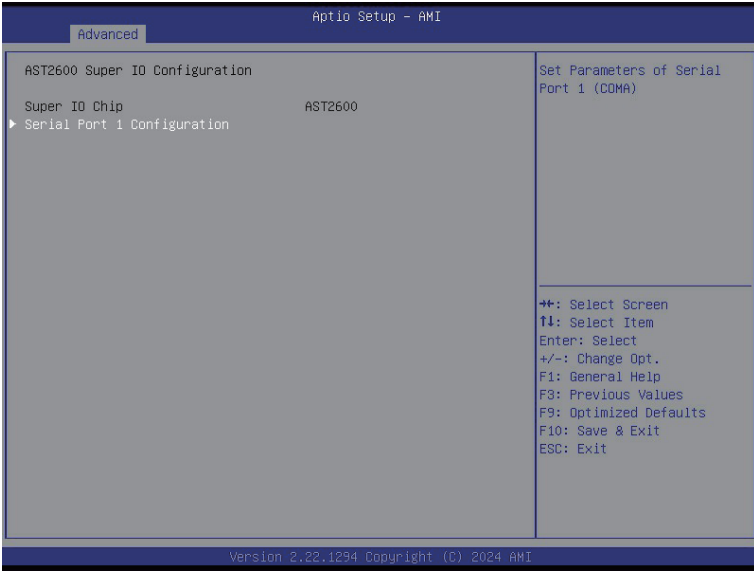 Aptio Setup - AMI
Advanced
AST2600 Super IO Configuration
Super IO Chip AST2600
Serial Port 1 Configuration
Set Parameters of Serial
Port 1 (COMA)
→←: Select Screen
↑↓: Select Item
Enter: Select
+/-: Change Opt.
F1: General Help
F3: Previous Values
F9: Optimized Defaults
F10: Save & Exit
ESC: Exit
Version 2.22.1294 Copyright (C) 2024 AMI